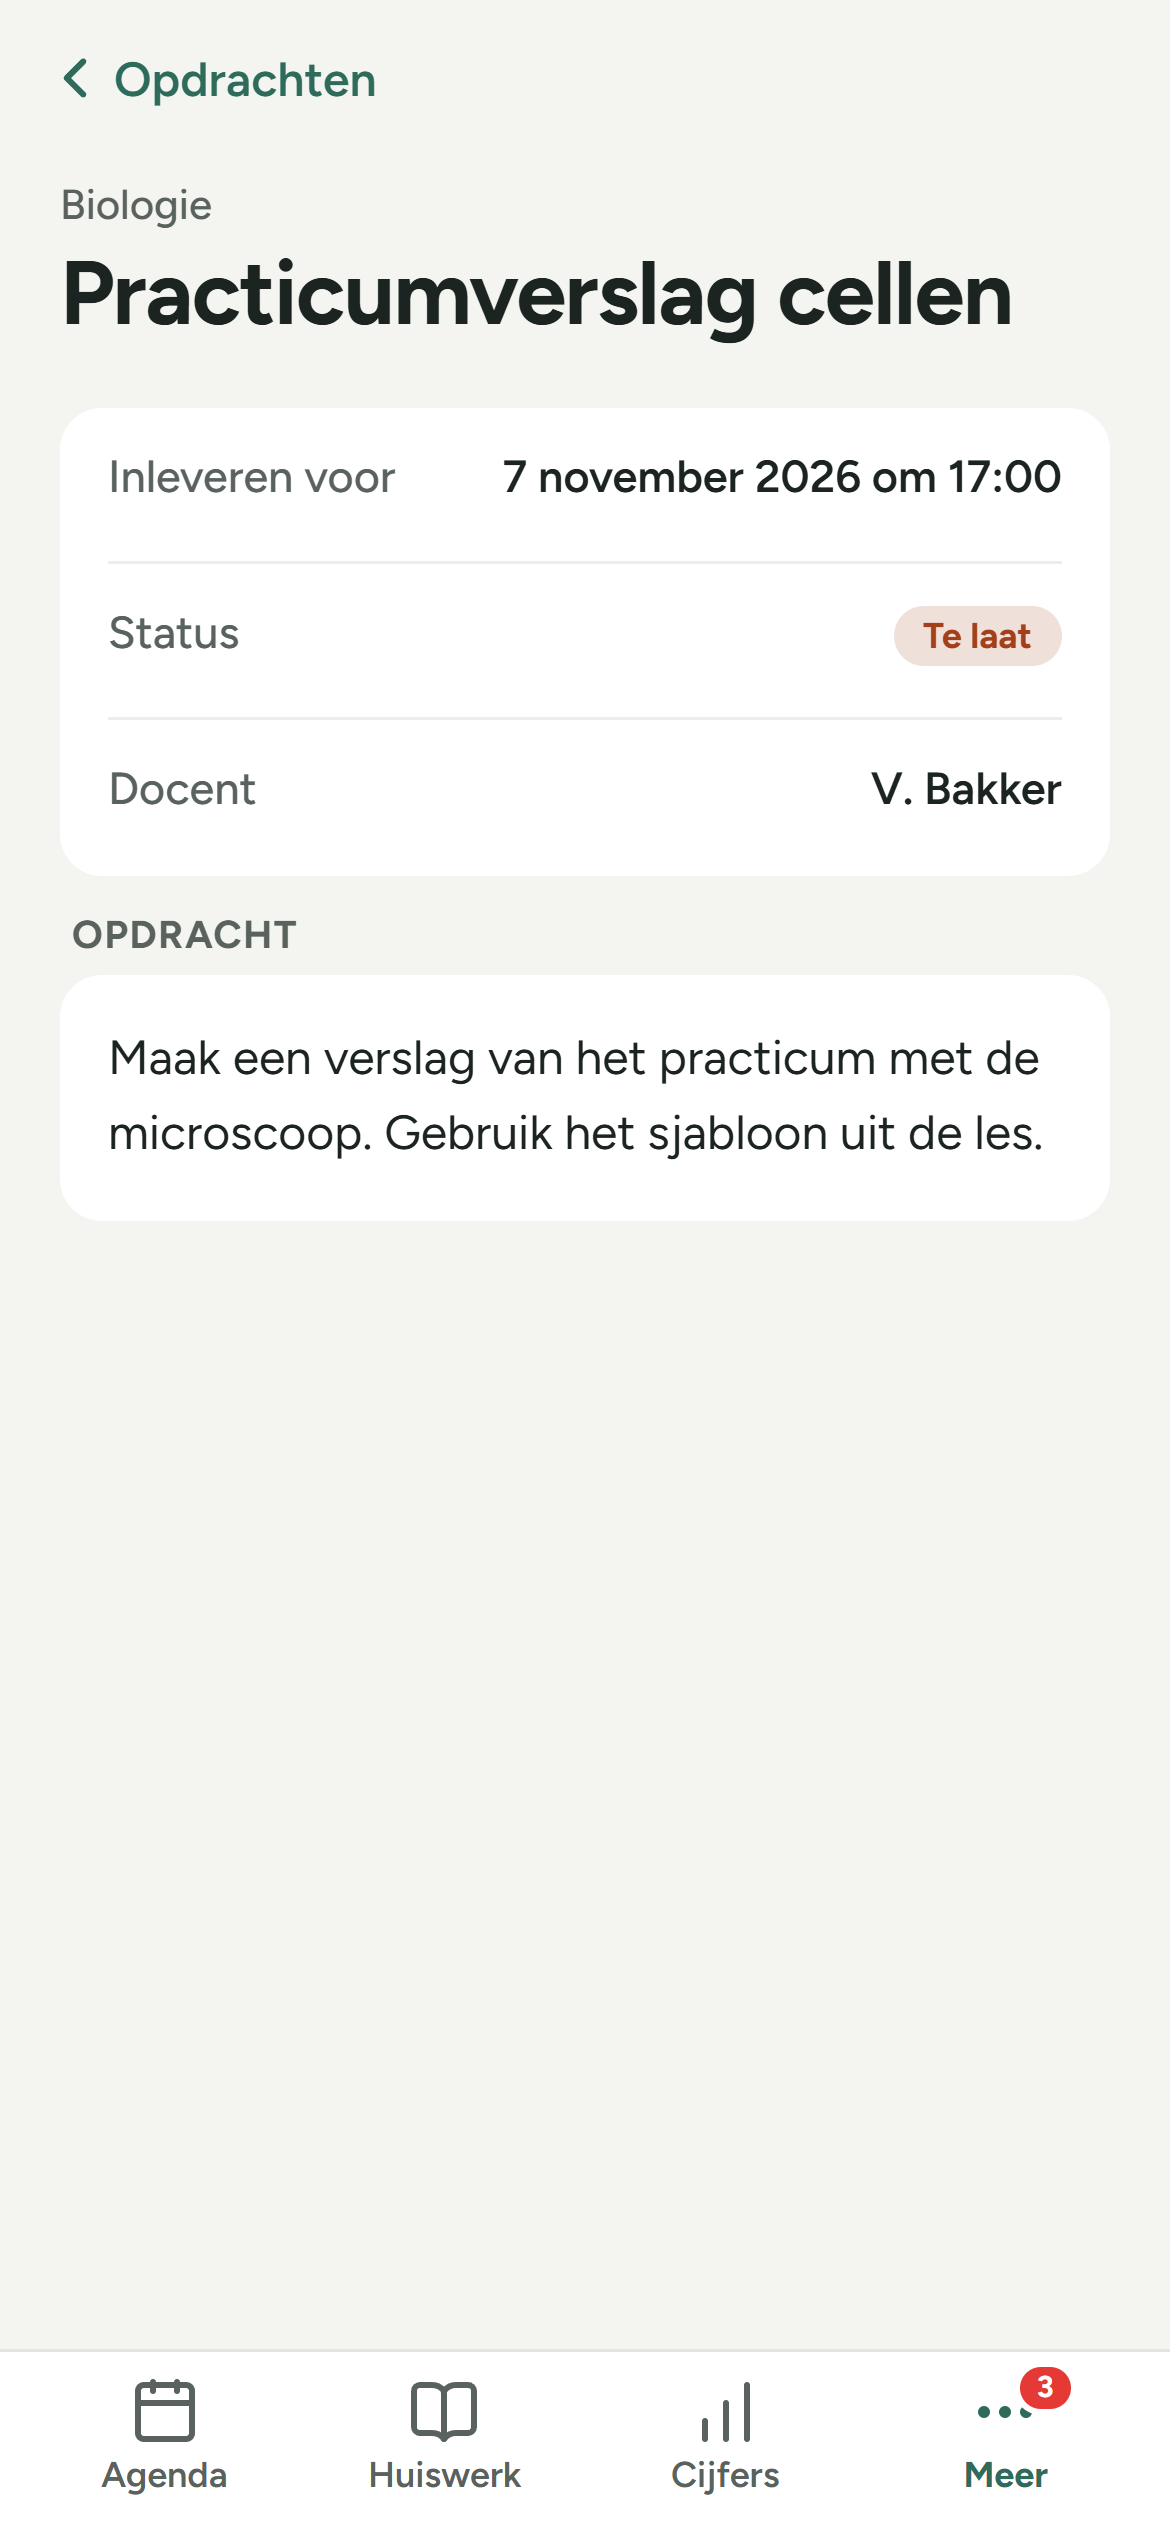 Opdrachten
Biologie
Practicumverslag cellen
Inleveren voor 7 november 2026 om 17:00
Status Te laat
Docent V. Bakker
OPDRACHT
Maak een verslag van het practicum met de
microscoop. Gebruik het sjabloon uit de les.
3
Agenda Huiswerk Cijfers Meer